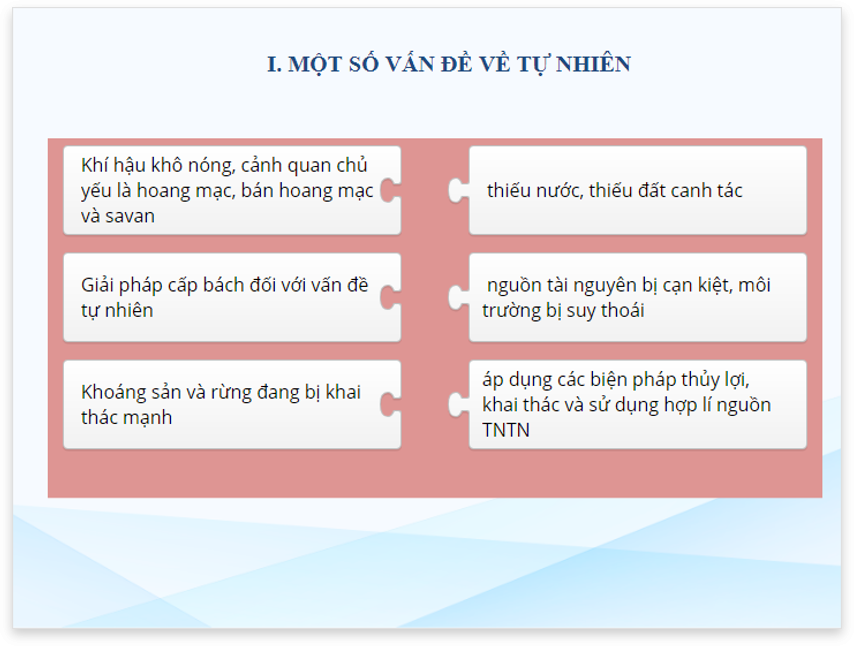 I. MỘT SỐ VẤN ĐỀ VỀ TỰ NHIÊN
Khí hậu khô nóng, cảnh quan chủ
yếu là hoang mạc, bán hoang mạc
và savan
thiếu nước, thiếu đất canh tác
Giải pháp cấp bách đối với vấn đề
tự nhiên
nguồn tài nguyên bị cạn kiệt, môi
trường bị suy thoái
Khoáng sản và rừng đang bị khai
thác mạnh
áp dụng các biện pháp thủy lợi,
khai thác và sử dụng hợp lí nguồn
TNTN